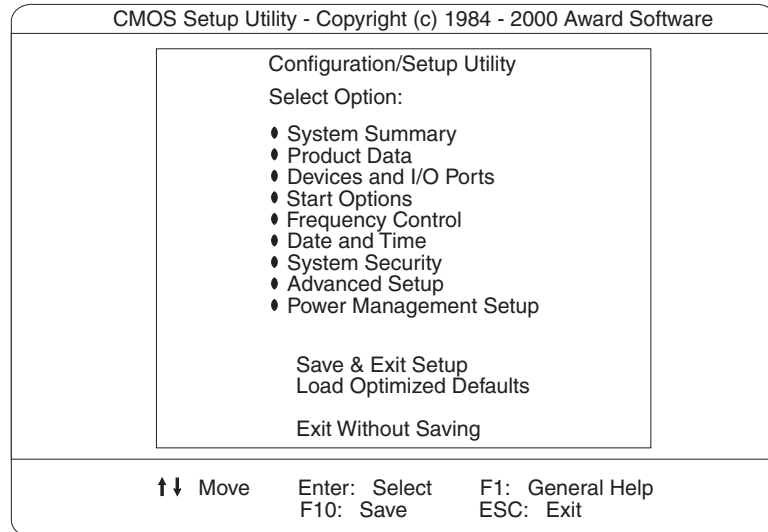 CMOS Setup Utility - Copyright (c) 1984 - 2000 Award Software
Configuration/Setup Utility
Select Option:
System Summary
Product Data
Devices and I/O Ports
Start Options
Frequency Control
Date and Time
System Security
Advanced Setup
Power Management Setup
Save & Exit Setup
Load Optimized Defaults
Exit Without Saving
↑↓ Move Enter: Select F1: General Help
F10: Save ESC: Exit